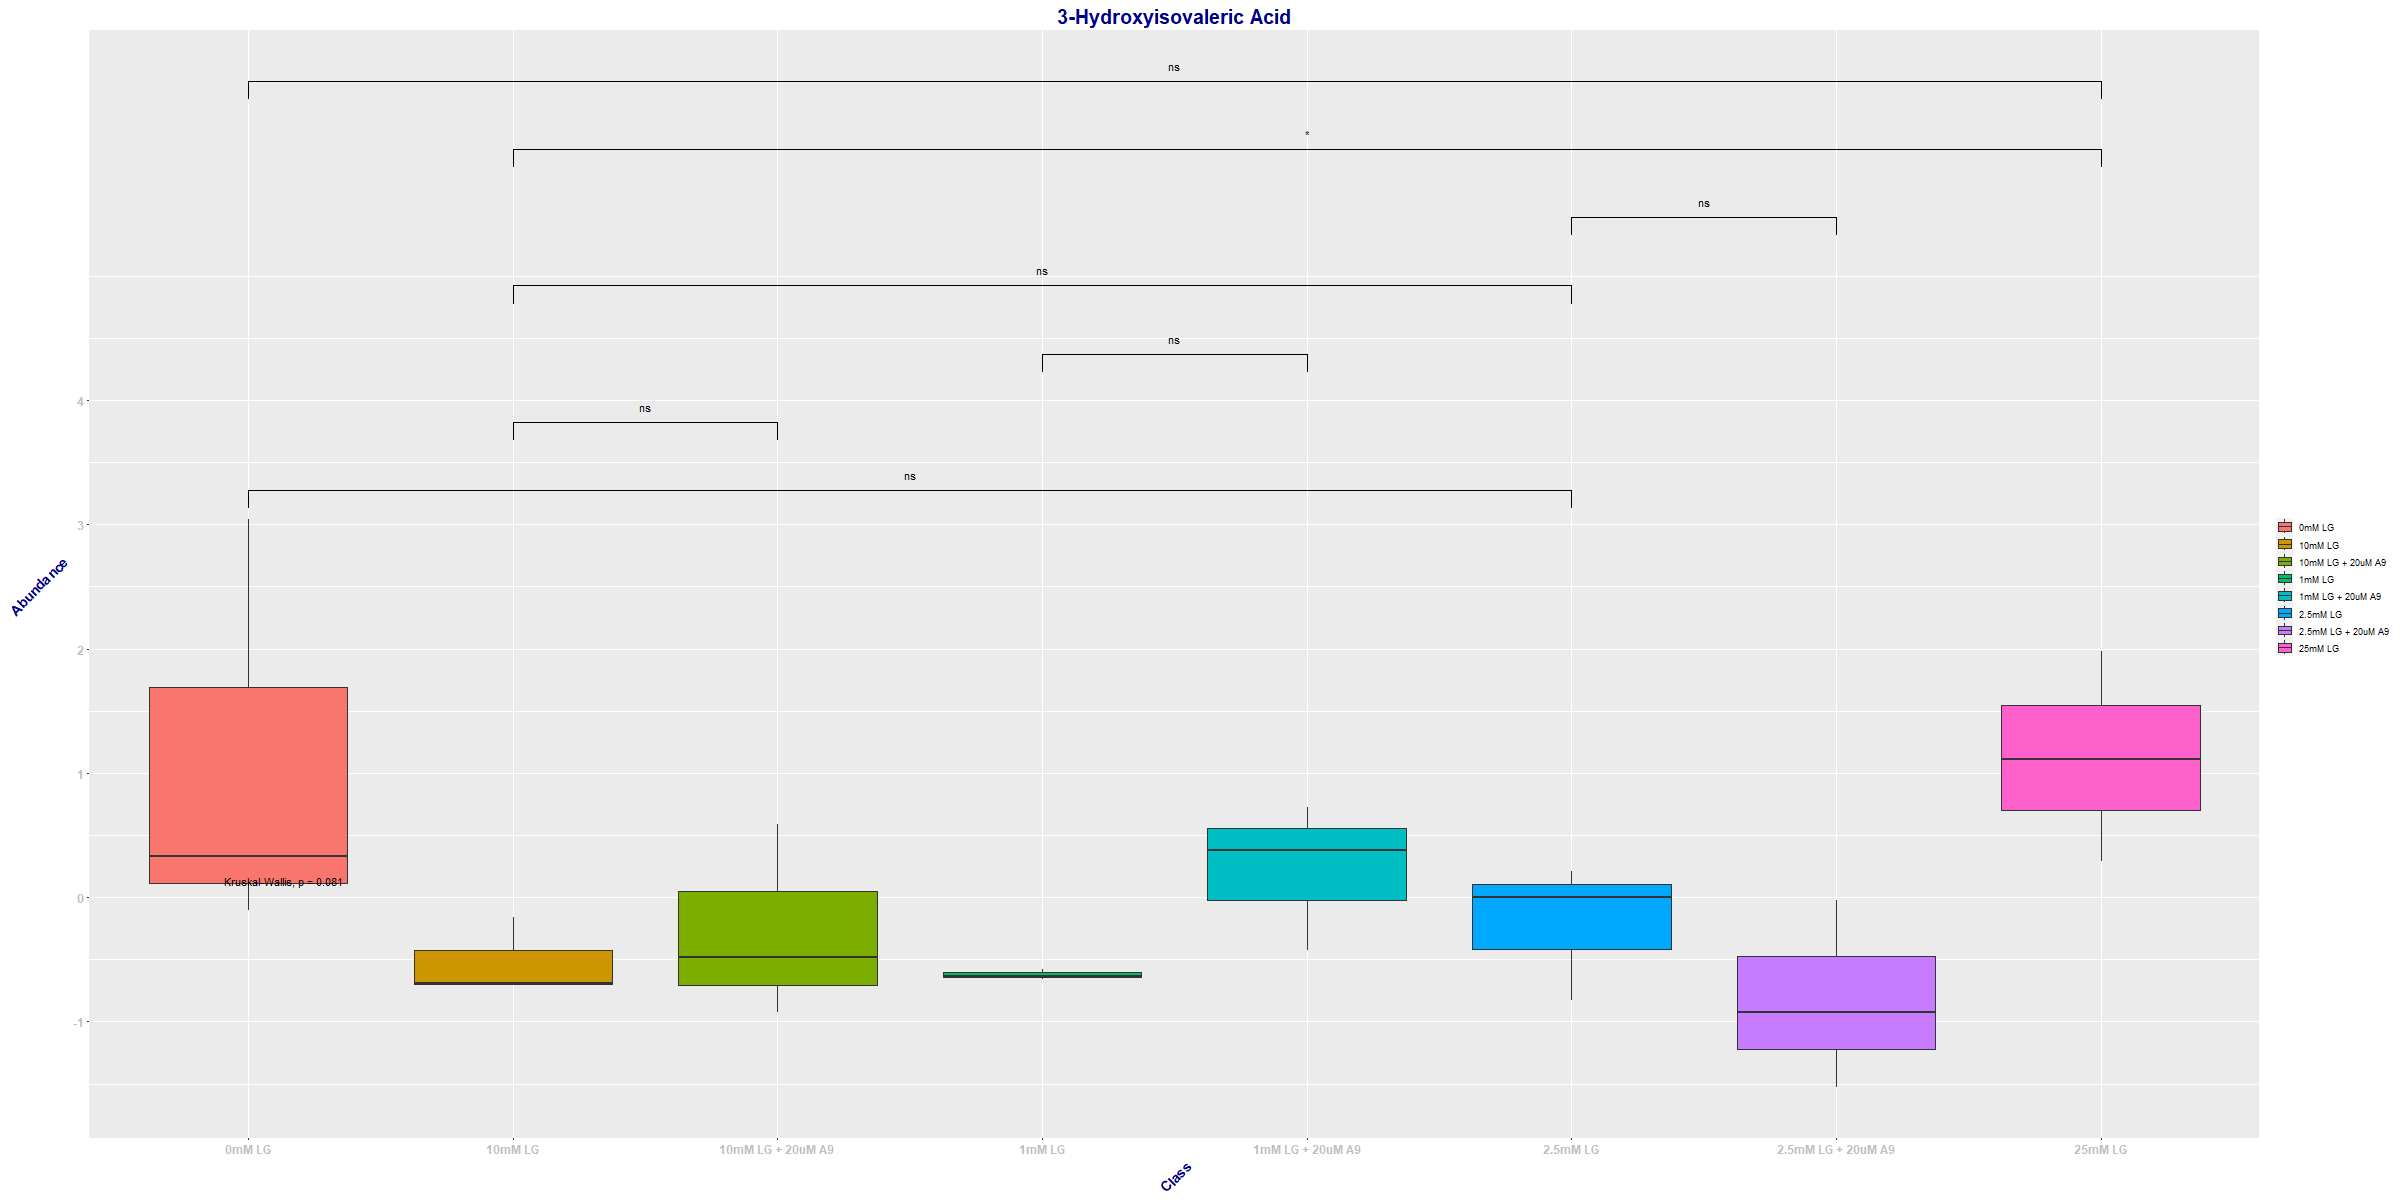 3-Hydroxyisovaleric Acid
ns
*
ns
ns
ns
ns
ns
4
3
2
1
0
-1
Abundance
Kruskal-Wallis, p = 0.081
0mM LG
10mM LG
10mM LG + 20uM A9
1mM LG
1mM LG + 20uM A9
2.5mM LG
2.5mM LG + 20uM A9
25mM LG
Class
0mM LG
10mM LG
10mM LG + 20uM A9
1mM LG
1mM LG + 20uM A9
2.5mM LG
2.5mM LG + 20uM A9
25mM LG